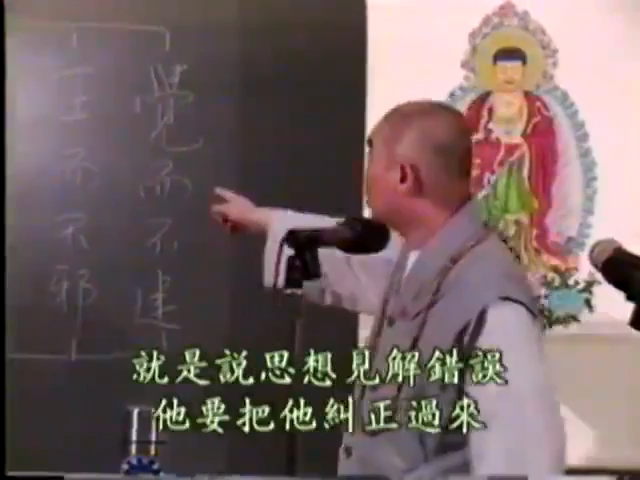 覺而不迷
正而不邪
就是說思想見解錯誤
他要把他糾正過來